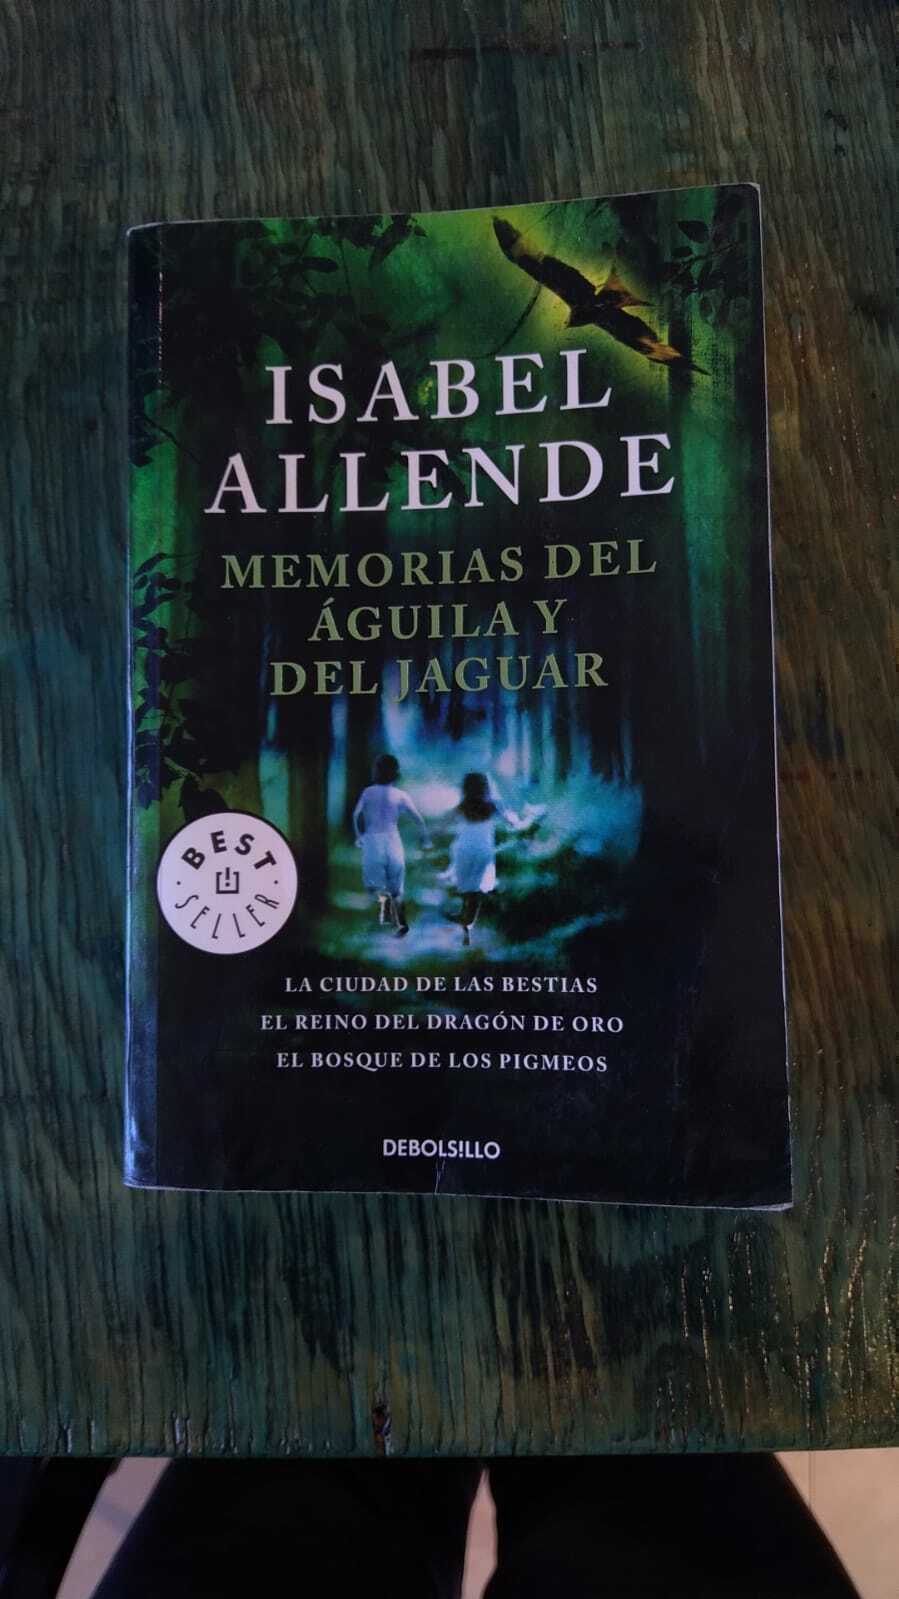 ISABEL
ALLENDE
MEMORIAS DEL
ÁGUILA Y
DEL JAGUAR
BEST
SELLER
LA CIUDAD DE LAS BESTIAS
EL REINO DEL DRAGÓN DE ORO
EL BOSQUE DE LOS PIGMEOS
DEBOLS!LLO